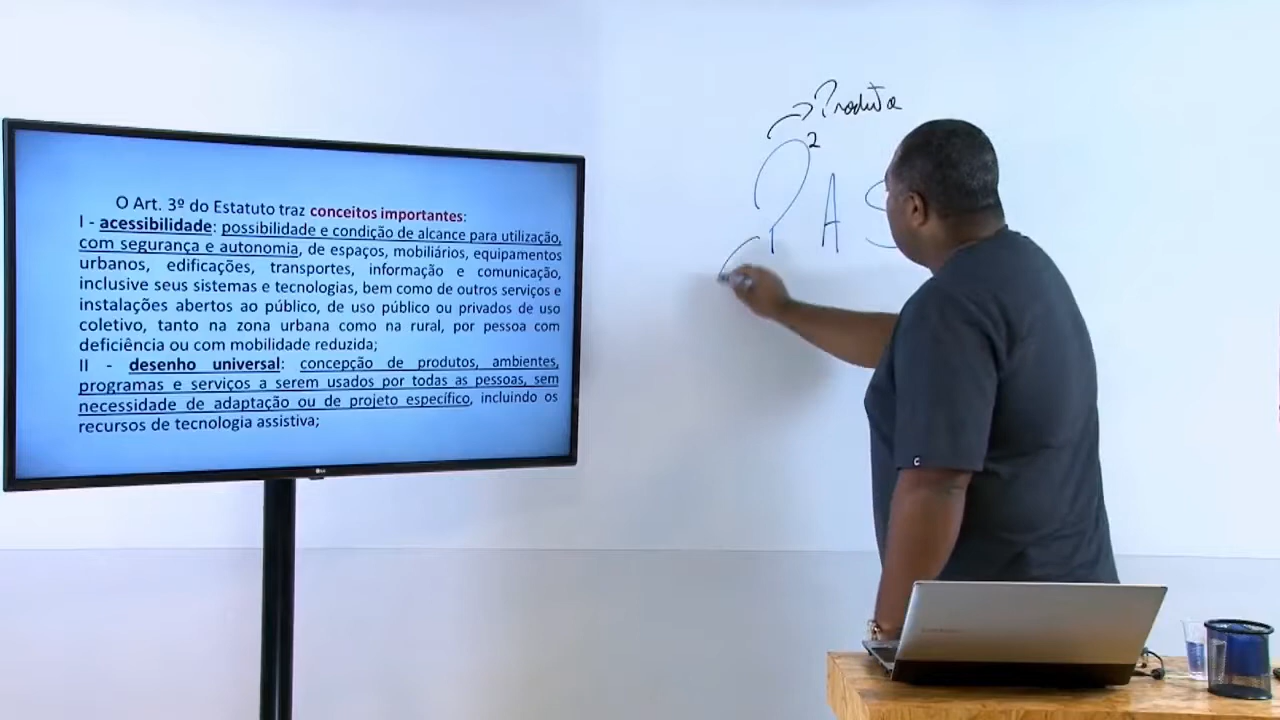 O Art. 3º do Estatuto traz conceitos importantes:
I - acessibilidade: possibilidade e condição de alcance para utilização,
com segurança e autonomia, de espaços, mobiliários, equipamentos
urbanos, edificações, transportes, informação e comunicação,
inclusive seus sistemas e tecnologias, bem como de outros serviços e
instalações abertos ao público, de uso público ou privados de uso
coletivo, tanto na zona urbana como na rural, por pessoa com
deficiência ou com mobilidade reduzida;
II - desenho universal: concepção de produtos, ambientes,
programas e serviços a serem usados por todas as pessoas, sem
necessidade de adaptação ou de projeto específico, incluindo os
recursos de tecnologia assistiva;
LG
Produto
P² A S